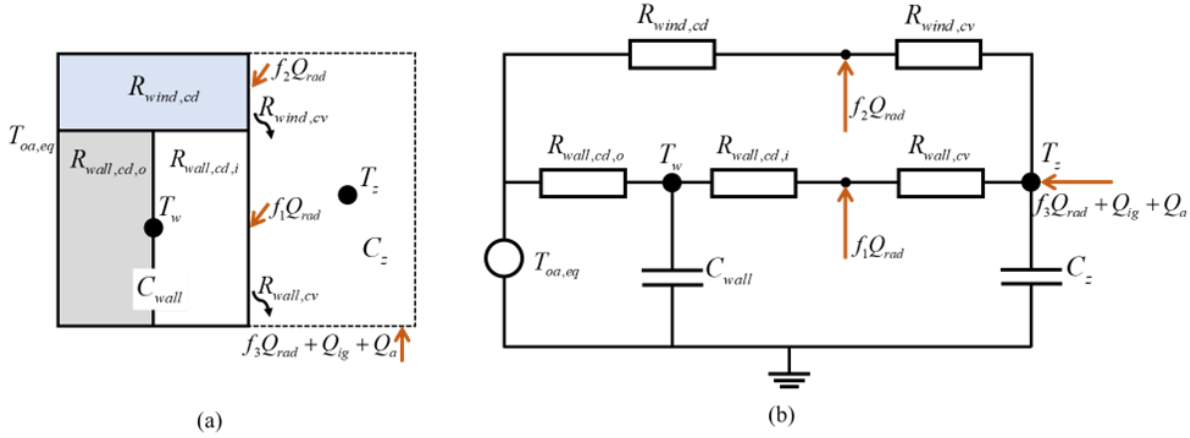 R_wind,cd
f_2Q_rad
R_wind,cv
T_oa,eq
R_wall,cd,o
R_wall,cd,i
T_z
T_w
f_1Q_rad
C_z
C_wall
R_wall,cv
f_3Q_rad + Q_ig + Q_a
(a)
R_wind,cd
R_wind,cv
f_2Q_rad
R_wall,cd,o
T_w
R_wall,cd,i
R_wall,cv
T_z
f_3Q_rad + Q_ig + Q_a
f_1Q_rad
T_oa,eq
C_wall
C_z
(b)